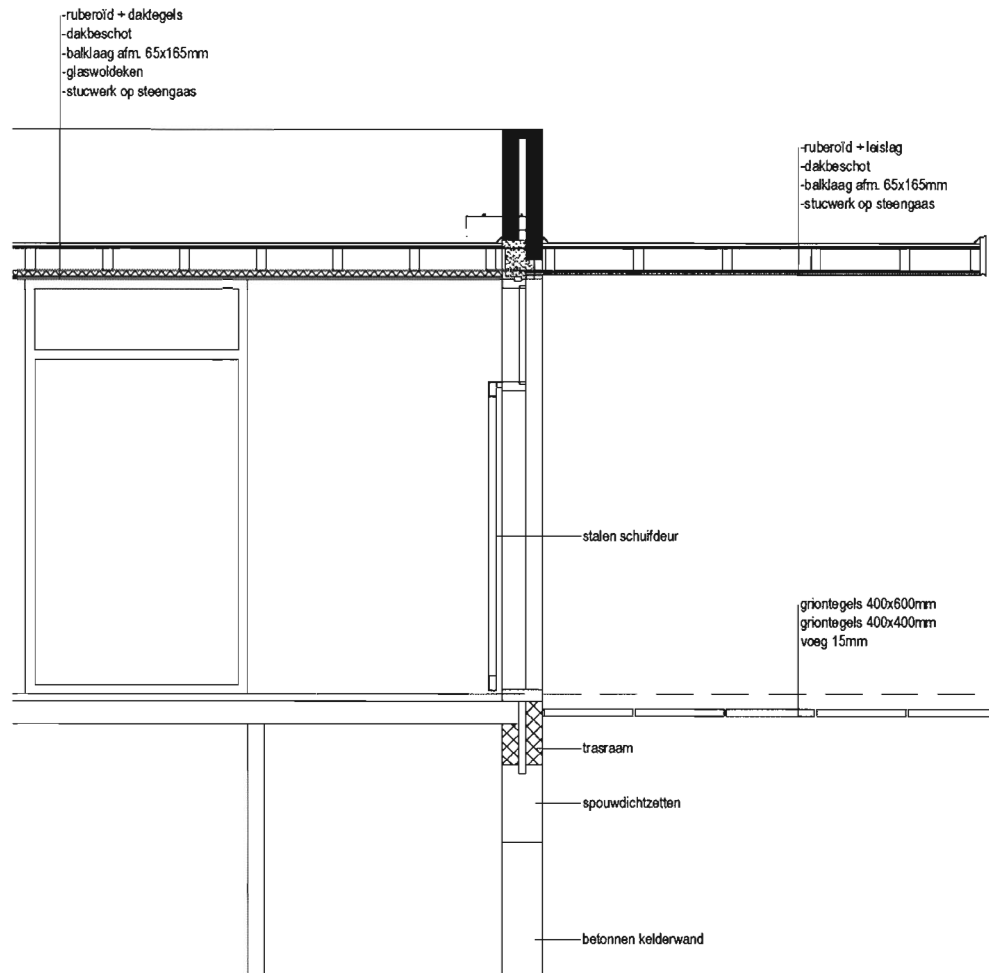 -ruberoïd + daktegels
-dakbeschot
-balklaag afm. 65x165mm
-glaswoldeken
-stucwerk op steengaas
-ruberoïd + leislag
-dakbeschot
-balklaag afm. 65x165mm
-stucwerk op steengaas
stalen schuifdeur
griontegels 400x600mm
griontegels 400x400mm
voeg 15mm
trasraam
spouwdichtzetten
betonnen kelderwand